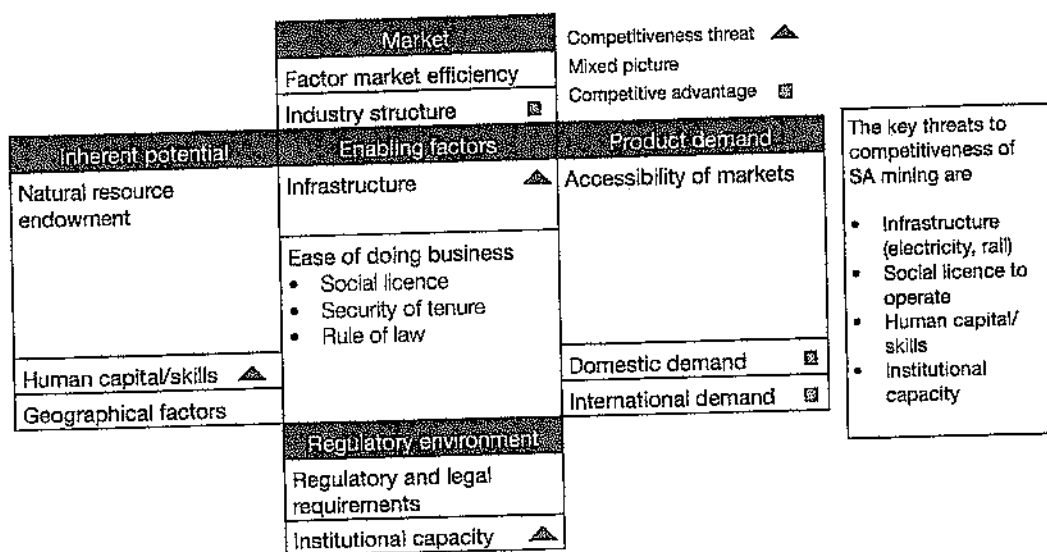 Market
Factor market efficiency
Industry structure
Competitiveness threat
Mixed picture
Competitive advantage
Inherent potential
Natural resource
endowment
Human capital/skills
Geographical factors
Enabling factors
Infrastructure
Ease of doing business
• Social licence
• Security of tenure
• Rule of law
Product demand
Accessibility of markets
Domestic demand
International demand
Regulatory environment
Regulatory and legal
requirements
Institutional capacity
The key threats to
competitiveness of
SA mining are
• Infrastructure
(electricity, rail)
• Social licence to
operate
• Human capital/
skills
• Institutional
capacity